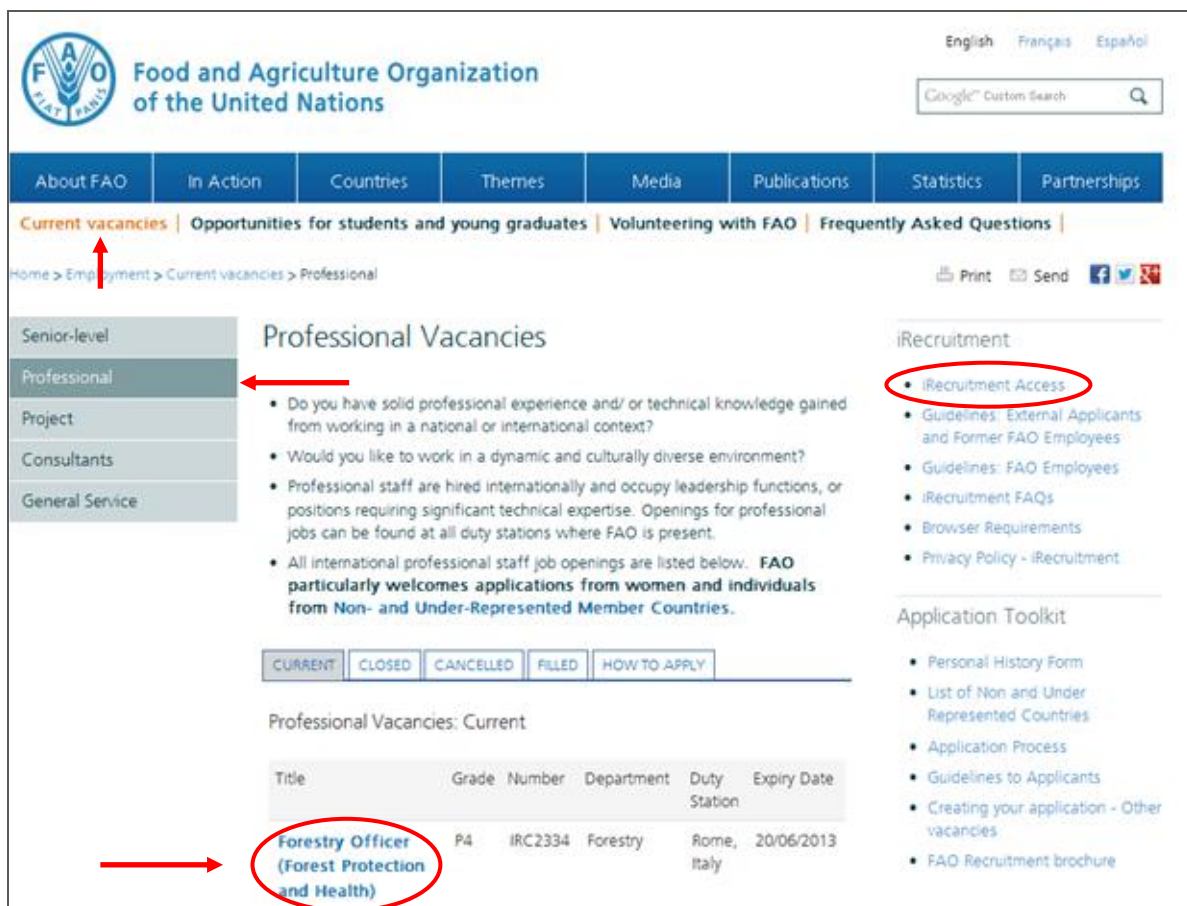 English Français Español
F A O
FIAT PANIS
Food and Agriculture Organization
of the United Nations
Google™ Custom Search
About FAO In Action Countries Themes Media Publications Statistics Partnerships
Current vacancies | Opportunities for students and young graduates | Volunteering with FAO | Frequently Asked Questions |
Home > Employment > Current vacancies > Professional
Print Send
Senior-level
Professional
Project
Consultants
General Service
Professional Vacancies
• Do you have solid professional experience and/ or technical knowledge gained
from working in a national or international context?
• Would you like to work in a dynamic and culturally diverse environment?
• Professional staff are hired internationally and occupy leadership functions, or
positions requiring significant technical expertise. Openings for professional
jobs can be found at all duty stations where FAO is present.
• All international professional staff job openings are listed below. FAO
particularly welcomes applications from women and individuals
from Non- and Under-Represented Member Countries.
CURRENT CLOSED CANCELLED FILLED HOW TO APPLY
Professional Vacancies: Current
Title Grade Number Department Duty Station Expiry Date
Forestry Officer P4 IRC2334 Forestry Rome, 20/06/2013
(Forest Protection Italy
and Health)
iRecruitment
• iRecruitment Access
• Guidelines: External Applicants
and Former FAO Employees
• Guidelines: FAO Employees
• iRecruitment FAQs
• Browser Requirements
• Privacy Policy - iRecruitment
Application Toolkit
• Personal History Form
• List of Non and Under
Represented Countries
• Application Process
• Guidelines to Applicants
• Creating your application - Other
vacancies
• FAO Recruitment brochure